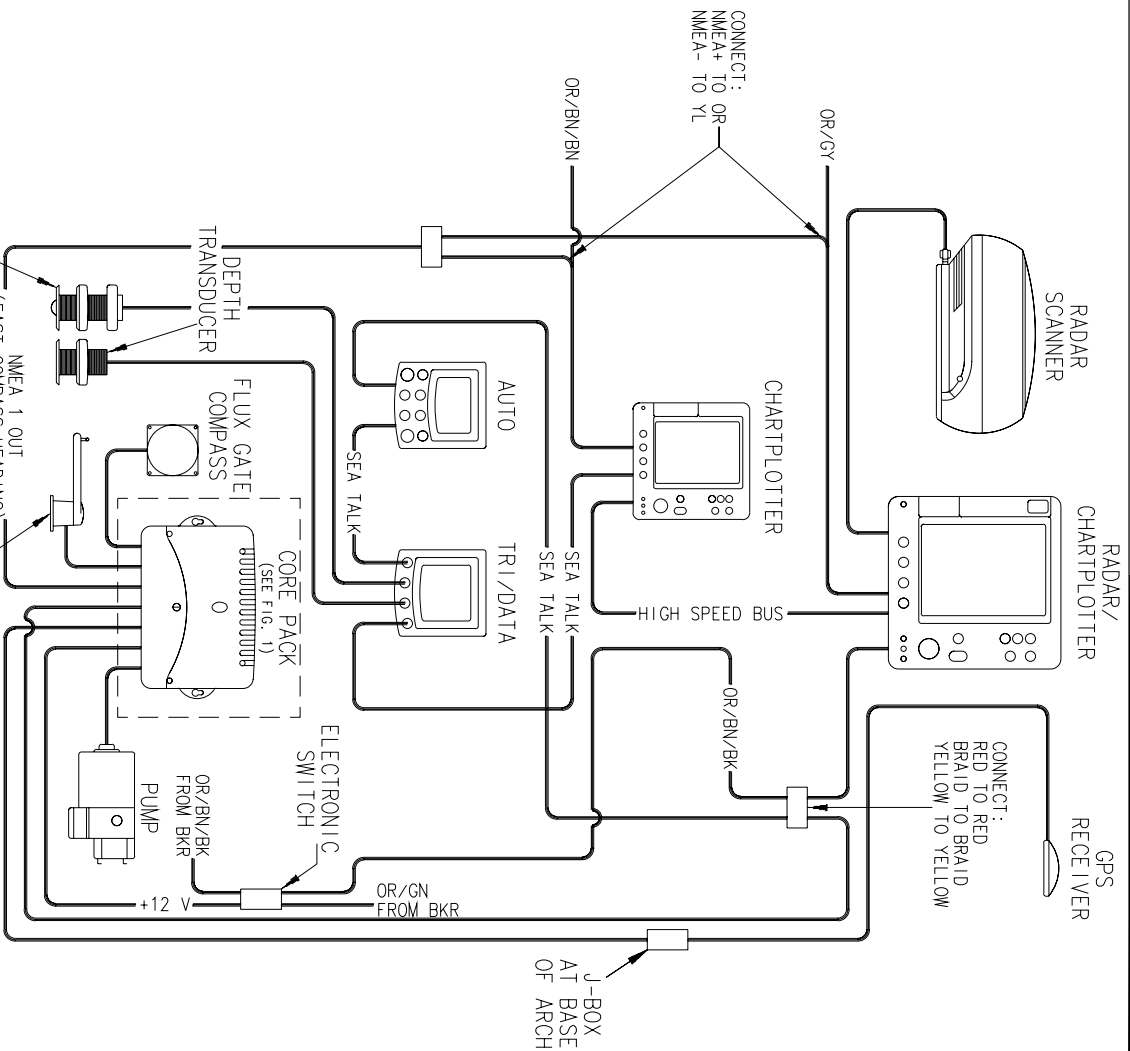 CONNECT:
NMEA+ TO OR
NMEA- TO YL
OR/GY
OR/BN/BN
RADAR
SCANNER
RADAR/
CHARTPLOTTER
GPS
RECEIVER
CHARTPLOTTER
CONNECT:
RED TO RED
BRAID TO BRAID
YELLOW TO YELLOW
HIGH SPEED BUS
OR/BN/BK
SEA TALK
SEA TALK
AUTO
SEA TALK
TRI/DATA
DEPTH
TRANSDUCER
FLUX GATE
COMPASS
CORE PACK
(SEE FIG. 1)
ELECTRONIC
SWITCH
PUMP
OR/BN/BK
FROM BKR
+12 V
OR/GN
FROM BKR
J-BOX
AT BASE
OF ARCH
NMEA 1 OUT
(FAST COMPASS HEADING)